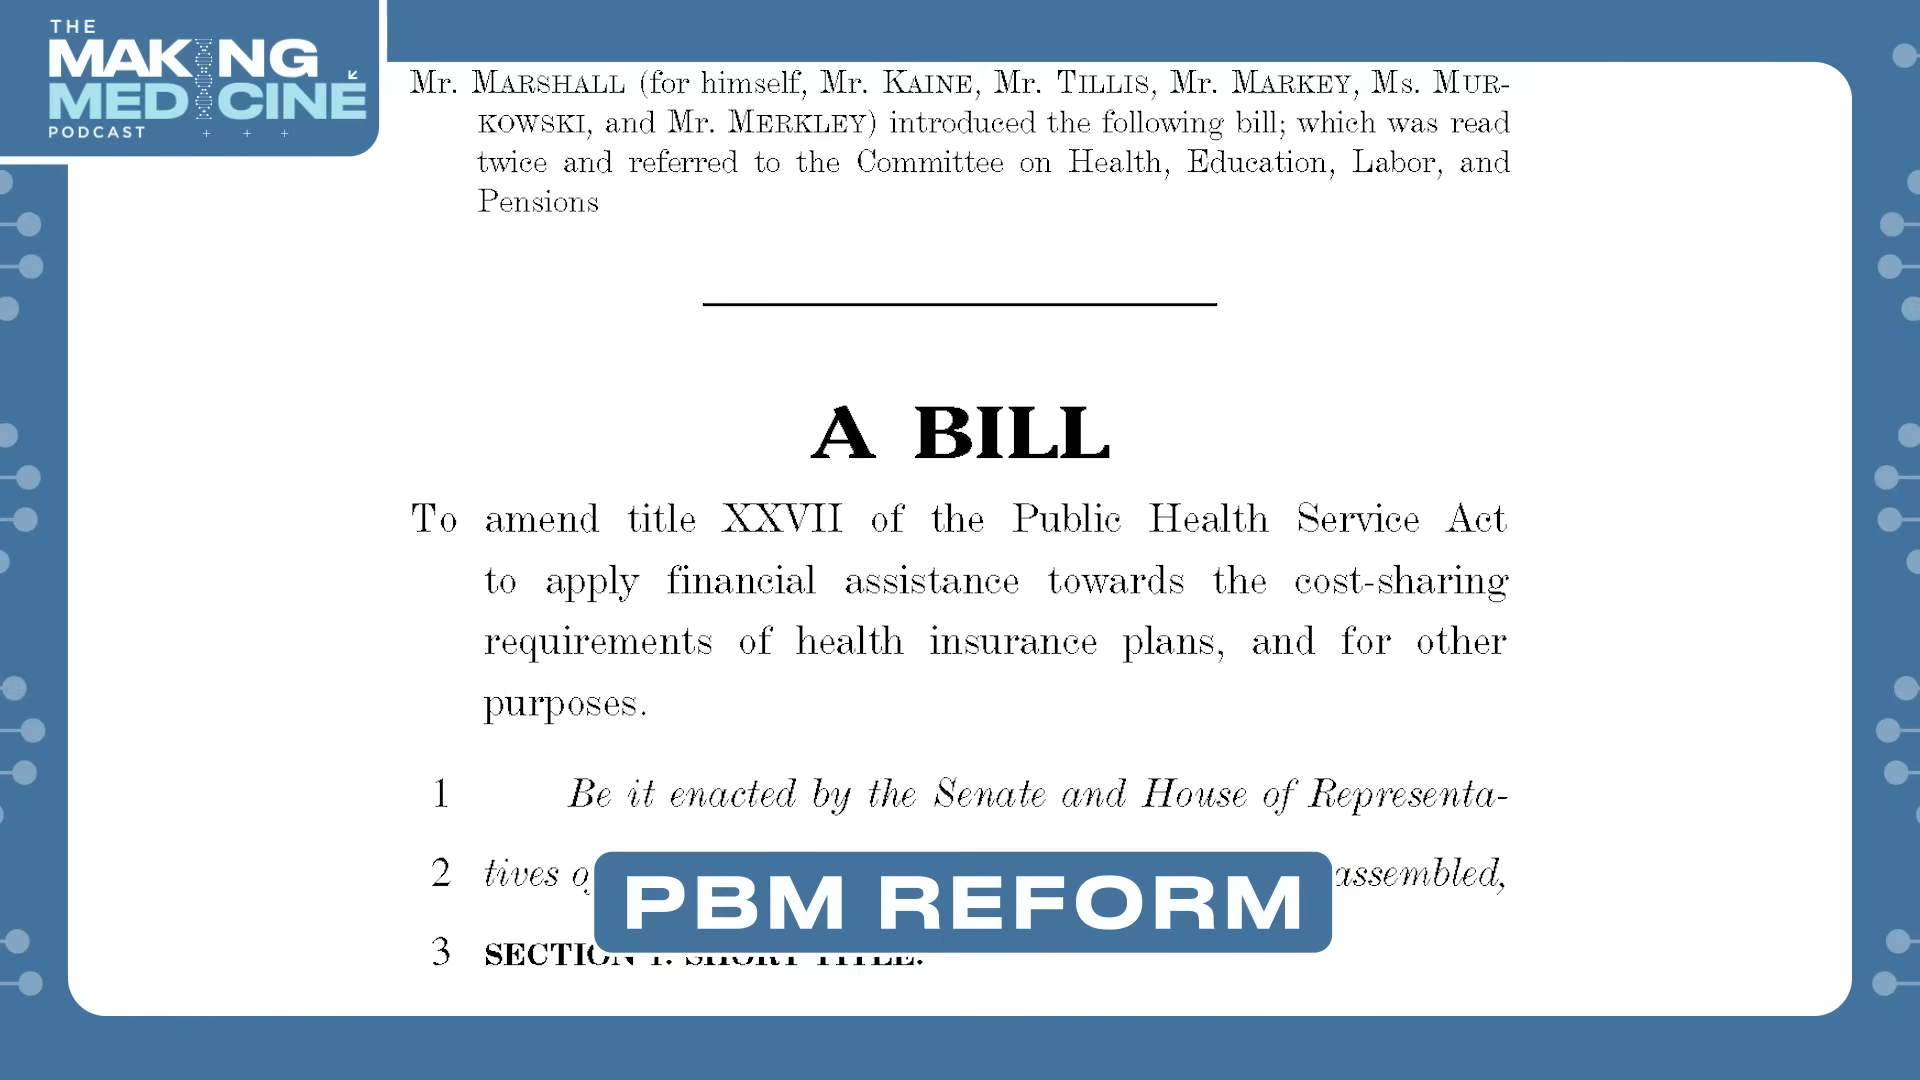 THE
MAKING
MEDICINE
PODCAST
Mr. MARSHALL (for himself, Mr. KAINE, Mr. TILLIS, Mr. MARKEY, Ms. MUR-
KOWSKI, and Mr. MERKLEY) introduced the following bill; which was read
twice and referred to the Committee on Health, Education, Labor, and
Pensions
A BILL
To amend title XXVII of the Public Health Service Act
to apply financial assistance towards the cost-sharing
requirements of health insurance plans, and for other
purposes.
1 Be it enacted by the Senate and House of Representa-
2 tives assembled,
PBM REFORM
3 SECTION 1. SHORT TITLE.